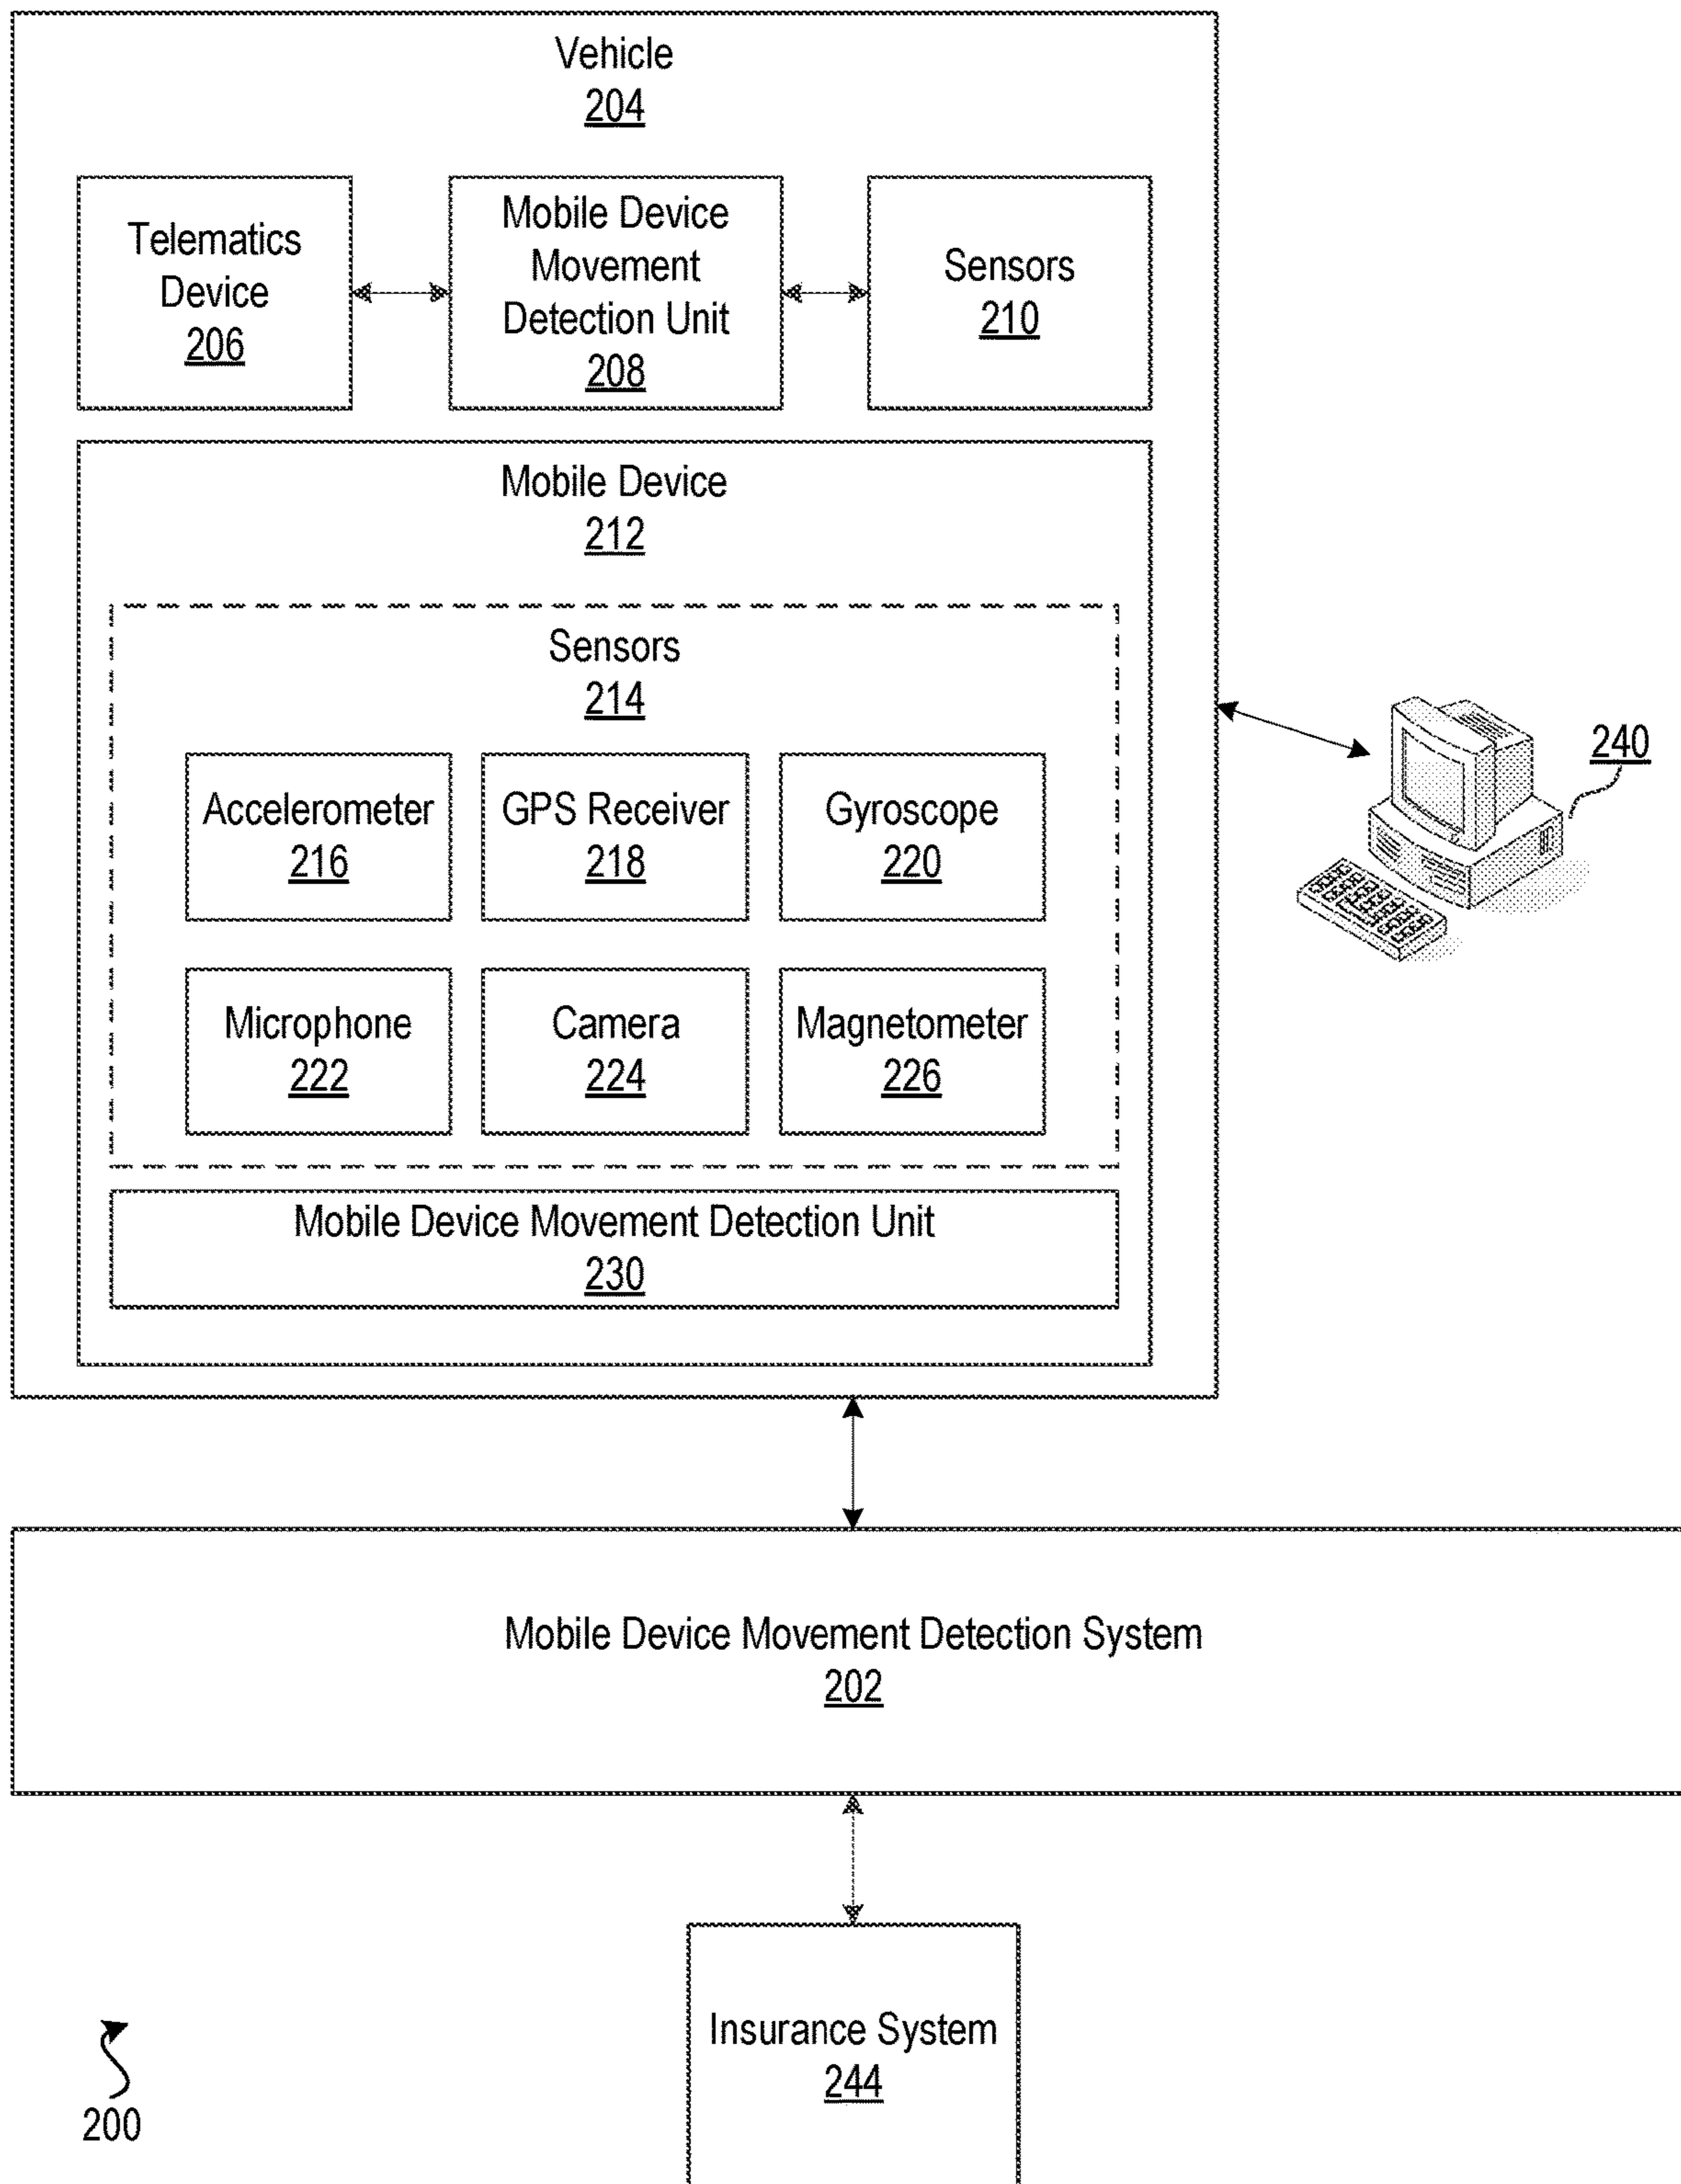 Vehicle
204
Telematics
Device
206
Mobile Device
Movement
Detection Unit
208
Sensors
210
Mobile Device
212
Sensors
214
Accelerometer
216
GPS Receiver
218
Gyroscope
220
240
Microphone
222
Camera
224
Magnetometer
226
Mobile Device Movement Detection Unit
230
Mobile Device Movement Detection System
202
Insurance System
244
200